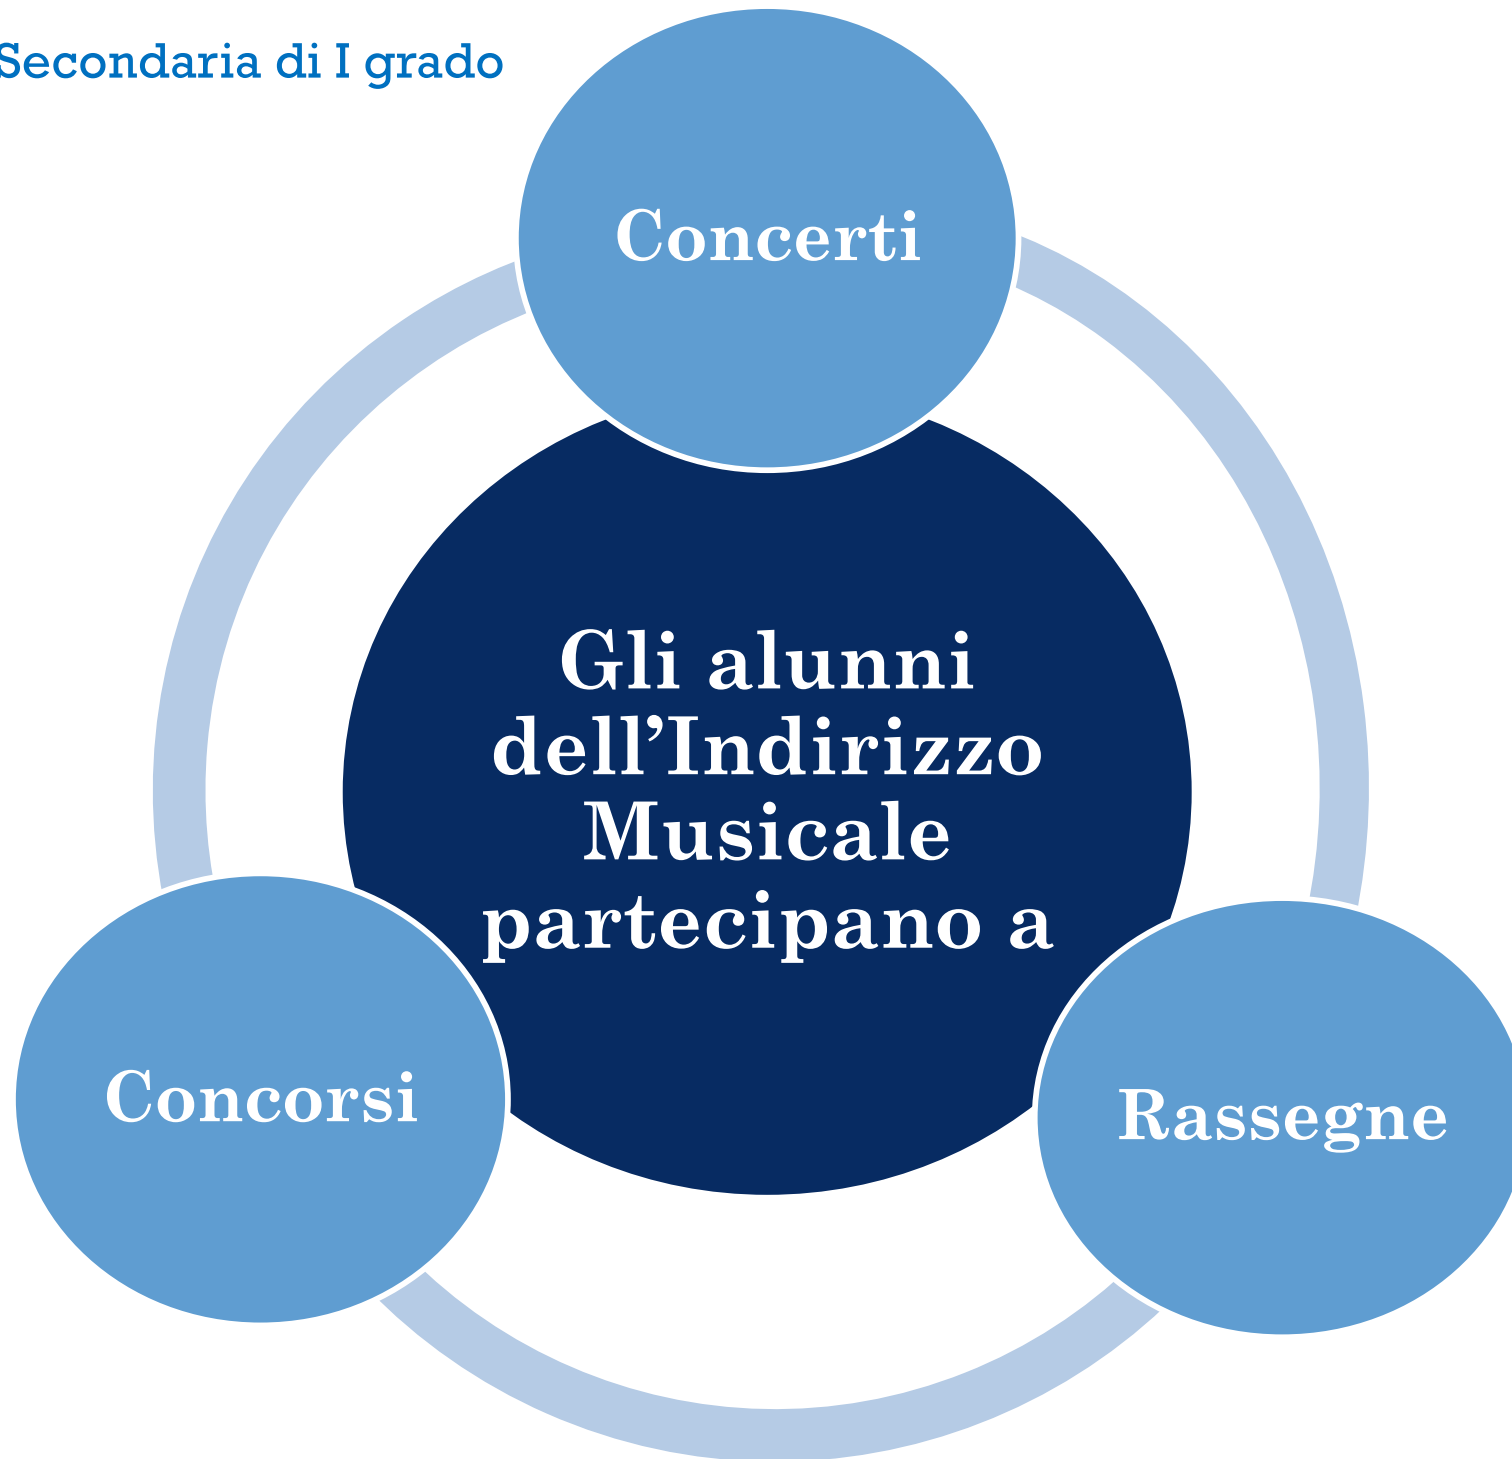 Secondaria di I grado
Concerti
Gli alunni
dell’Indirizzo
Musicale
partecipano a
Concorsi
Rassegne